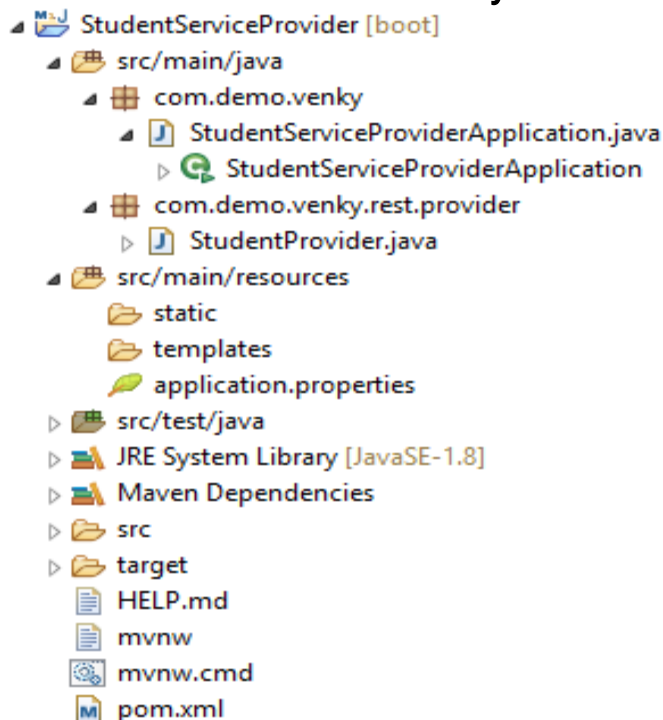 StudentServiceProvider [boot]
src/main/java
com.demo.venky
StudentServiceProviderApplication.java
StudentServiceProviderApplication
com.demo.venky.rest.provider
StudentProvider.java
src/main/resources
static
templates
application.properties
src/test/java
JRE System Library [JavaSE-1.8]
Maven Dependencies
src
target
HELP.md
mvnw
mvnw.cmd
pom.xml